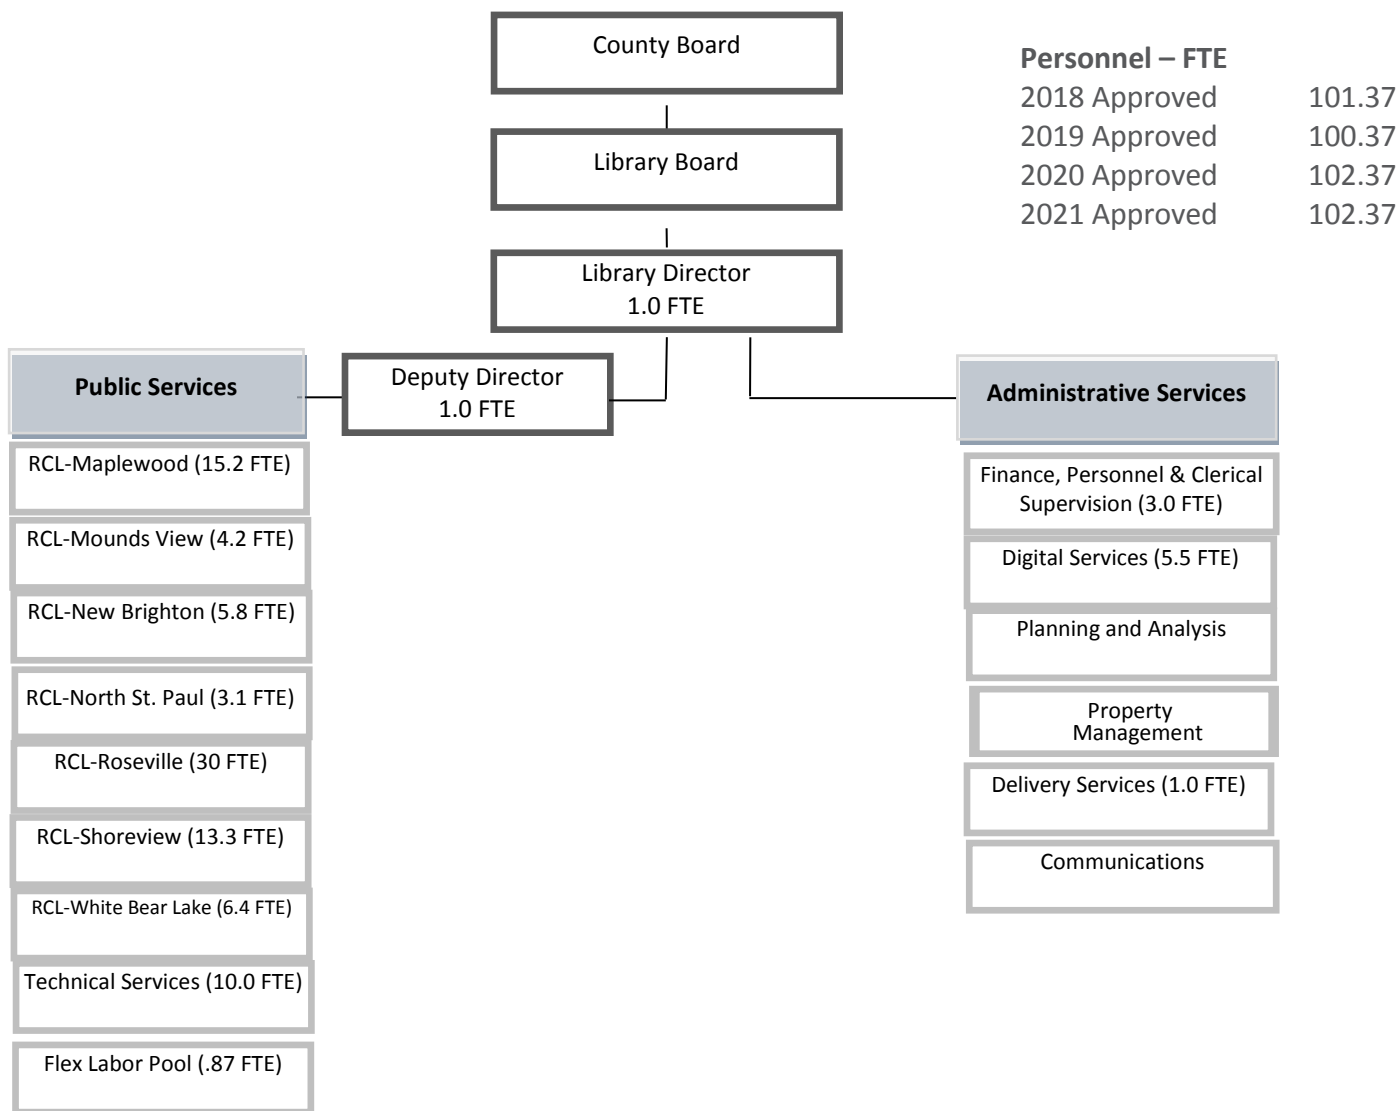 County Board
Library Board
Library Director
1.0 FTE
Personnel – FTE
2018 Approved 101.37
2019 Approved 100.37
2020 Approved 102.37
2021 Approved 102.37
Public Services
Deputy Director
1.0 FTE
Administrative Services
RCL-Maplewood (15.2 FTE)
RCL-Mounds View (4.2 FTE)
RCL-New Brighton (5.8 FTE)
RCL-North St. Paul (3.1 FTE)
RCL-Roseville (30 FTE)
RCL-Shoreview (13.3 FTE)
RCL-White Bear Lake (6.4 FTE)
Technical Services (10.0 FTE)
Flex Labor Pool (.87 FTE)
Finance, Personnel & Clerical
Supervision (3.0 FTE)
Digital Services (5.5 FTE)
Planning and Analysis
Property
Management
Delivery Services (1.0 FTE)
Communications